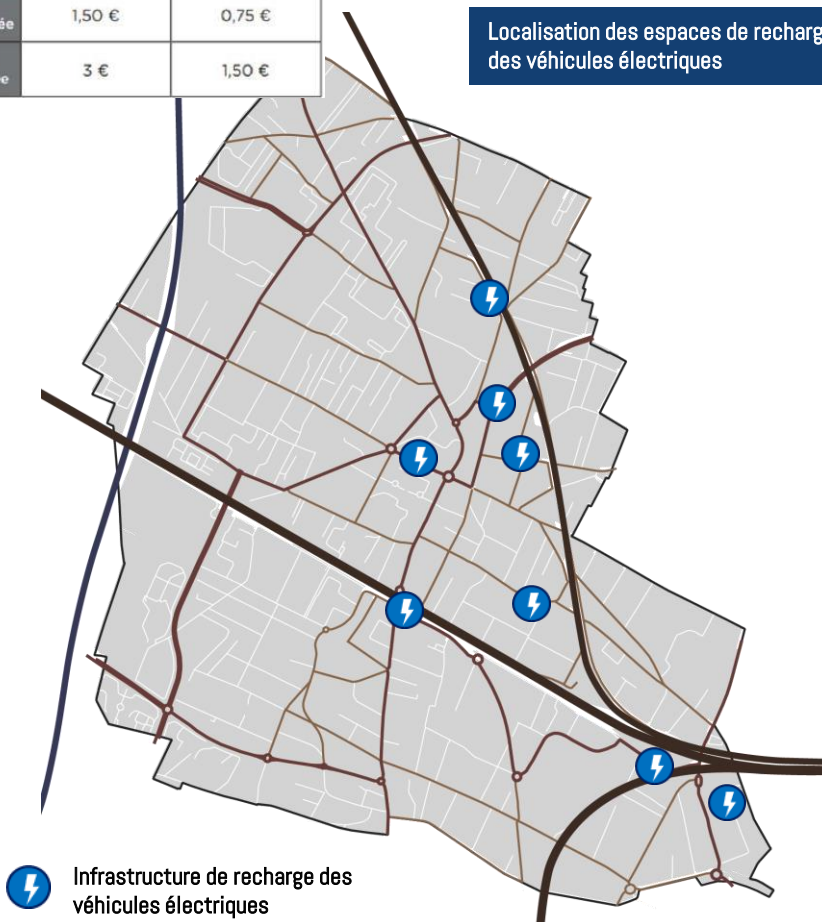 ée 1,50 € 0,75 €
e 3 € 1,50 €
Localisation des espaces de recharg
des véhicules électriques
Infrastructure de recharge des
véhicules électriques